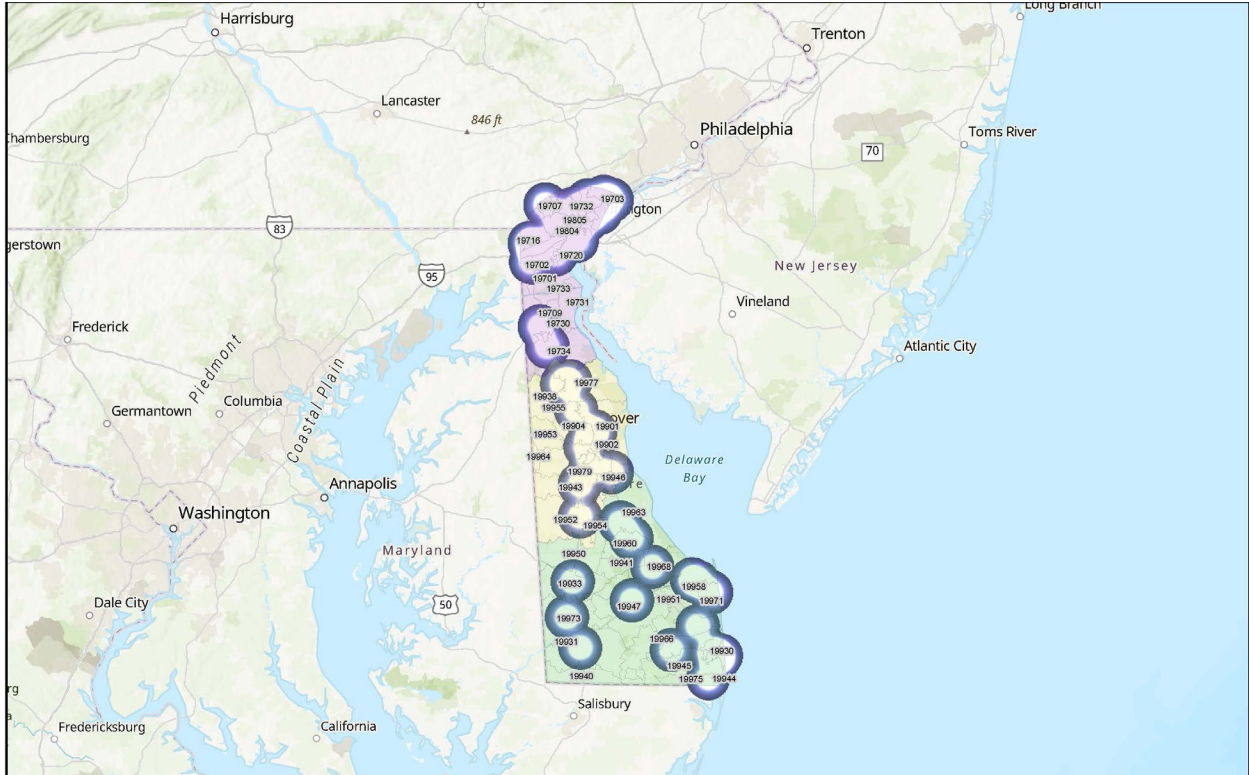 Long Branch
Harrisburg
Trenton
Lancaster
846 ft
Philadelphia
Toms River
Chambersburg
70
19707
19732
19703
19805
ington
83
19804
19716
gerstown
19720
19702
New Jersey
95
19701
19733
19731
Vineland
19709
Frederick
19730
Atlantic City
19734
Piedmont
19977
19938
Columbia
19955
Germantown
Coastal Plain
over
19904
19901
19953
19902
19964
Delaware
Bay
19979
19946
Annapolis
19943
re
Washington
19963
19952
19954
19960
Maryland
19950
19941
19968
19933
19958
Dale City
50
19947
19951
19971
19973
19966
19931
19930
19945
19940
19975
19944
rg
Salisbury
a
Fredericksburg
California